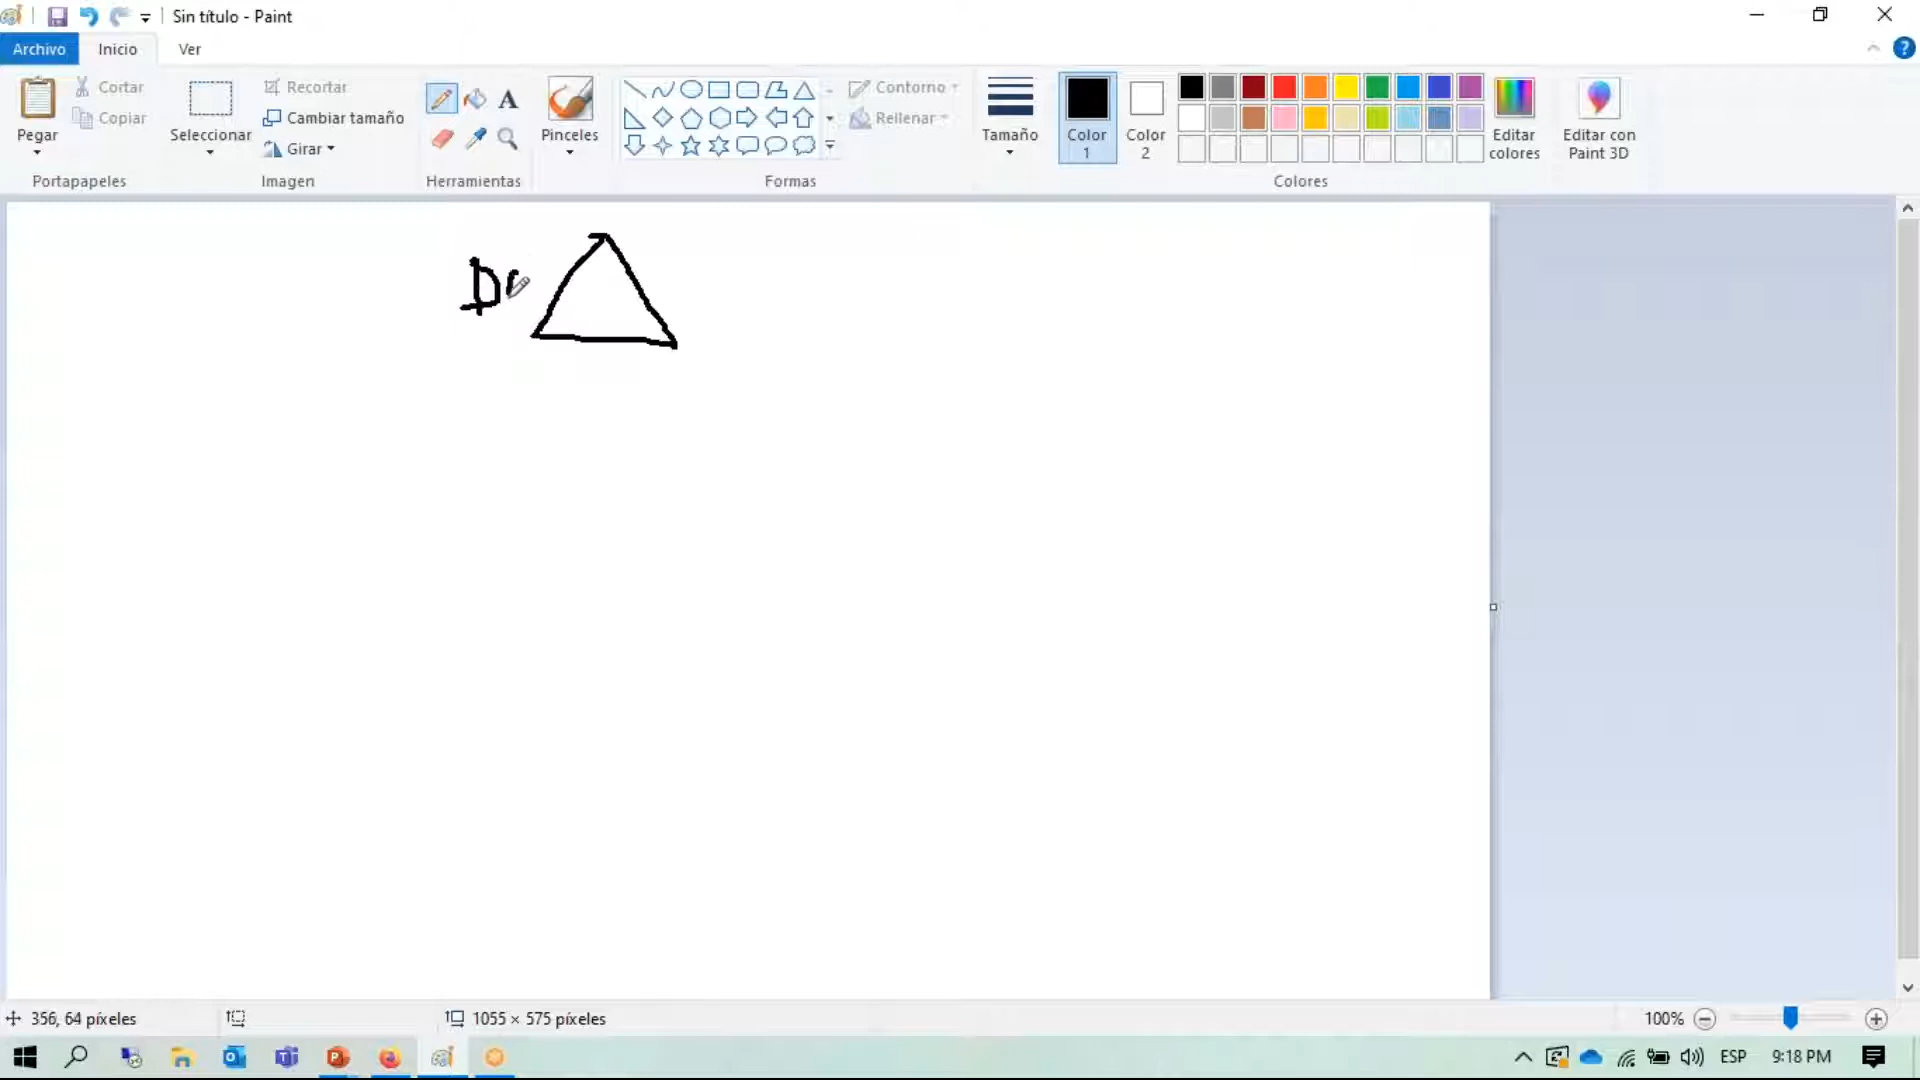 Sin título - Paint
Archivo Inicio Ver
Pegar
Cortar
Copiar
Portapapeles
Seleccionar
Recortar
Cambiar tamaño
Girar
Imagen
Herramientas
Pinceles
Formas
Contorno
Rellenar
Tamaño
Color 1
Color 2
Editar colores
Colores
Editar con Paint 3D
356, 64 píxeles
1055 × 575 píxeles
100%
ESP
9:18 PM